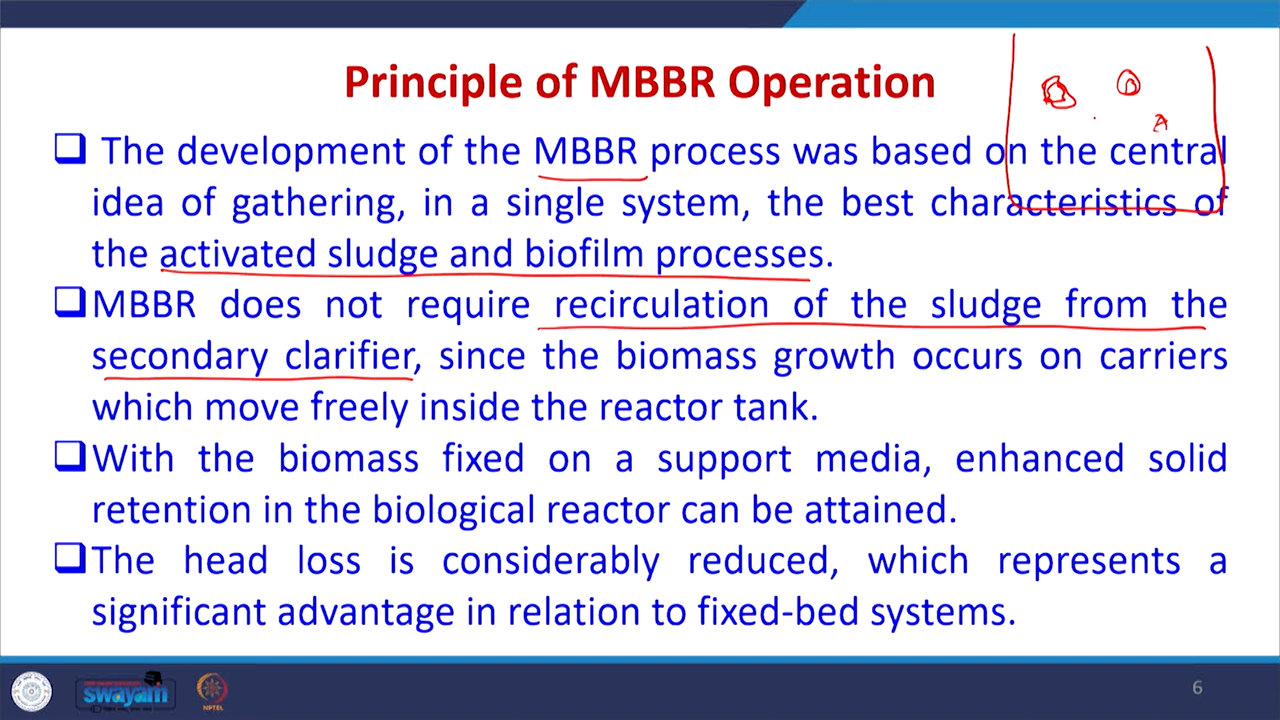 Principle of MBBR Operation
A
❑ The development of the MBBR process was based on the central
idea of gathering, in a single system, the best characteristics of
the activated sludge and biofilm processes.
❑MBBR does not require recirculation of the sludge from the
secondary clarifier, since the biomass growth occurs on carriers
which move freely inside the reactor tank.
❑With the biomass fixed on a support media, enhanced solid
retention in the biological reactor can be attained.
❑The head loss is considerably reduced, which represents a
significant advantage in relation to fixed-bed systems.
swayam
NPTEL
6